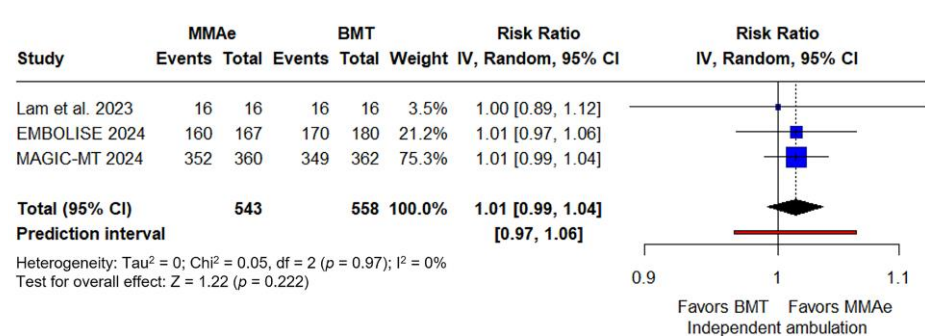 MMAe BMT Risk Ratio Risk Ratio
Study Events Total Events Total Weight IV, Random, 95% CI IV, Random, 95% CI
Lam et al. 2023 16 16 16 16 3.5% 1.00 [0.89, 1.12]
EMBOLISE 2024 160 167 170 180 21.2% 1.01 [0.97, 1.06]
MAGIC-MT 2024 352 360 349 362 75.3% 1.01 [0.99, 1.04]
Total (95% CI) 543 558 100.0% 1.01 [0.99, 1.04]
Prediction interval [0.97, 1.06]
Heterogeneity: Tau² = 0; Chi² = 0.05, df = 2 (p = 0.97); I² = 0%
Test for overall effect: Z = 1.22 (p = 0.222)
0.9 1 1.1
Favors BMT Favors MMAe
Independent ambulation